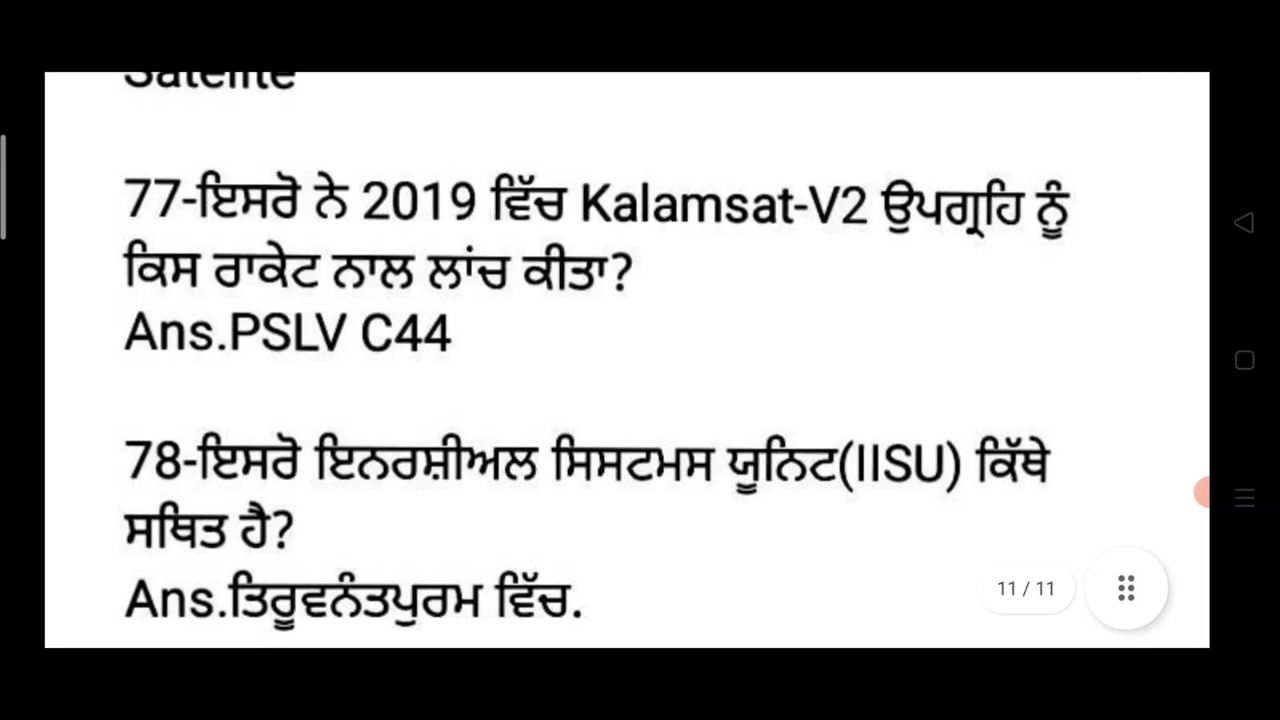 Satelite
77-ਇਸਰੋ ਨੇ 2019 ਵਿੱਚ Kalamsat-V2 ਉਪਗ੍ਰਹਿ ਨੂੰ
ਕਿਸ ਰਾਕੇਟ ਨਾਲ ਲਾਂਚ ਕੀਤਾ?
Ans.PSLV C44
78-ਇਸਰੋ ਇਨਰਸ਼ੀਅਲ ਸਿਸਟਮਸ ਯੂਨਿਟ(IISU) ਕਿੱਥੇ
ਸਥਿਤ ਹੈ?
Ans.ਤਿਰੂਵਨੰਤਪੁਰਮ ਵਿੱਚ.
11 / 11